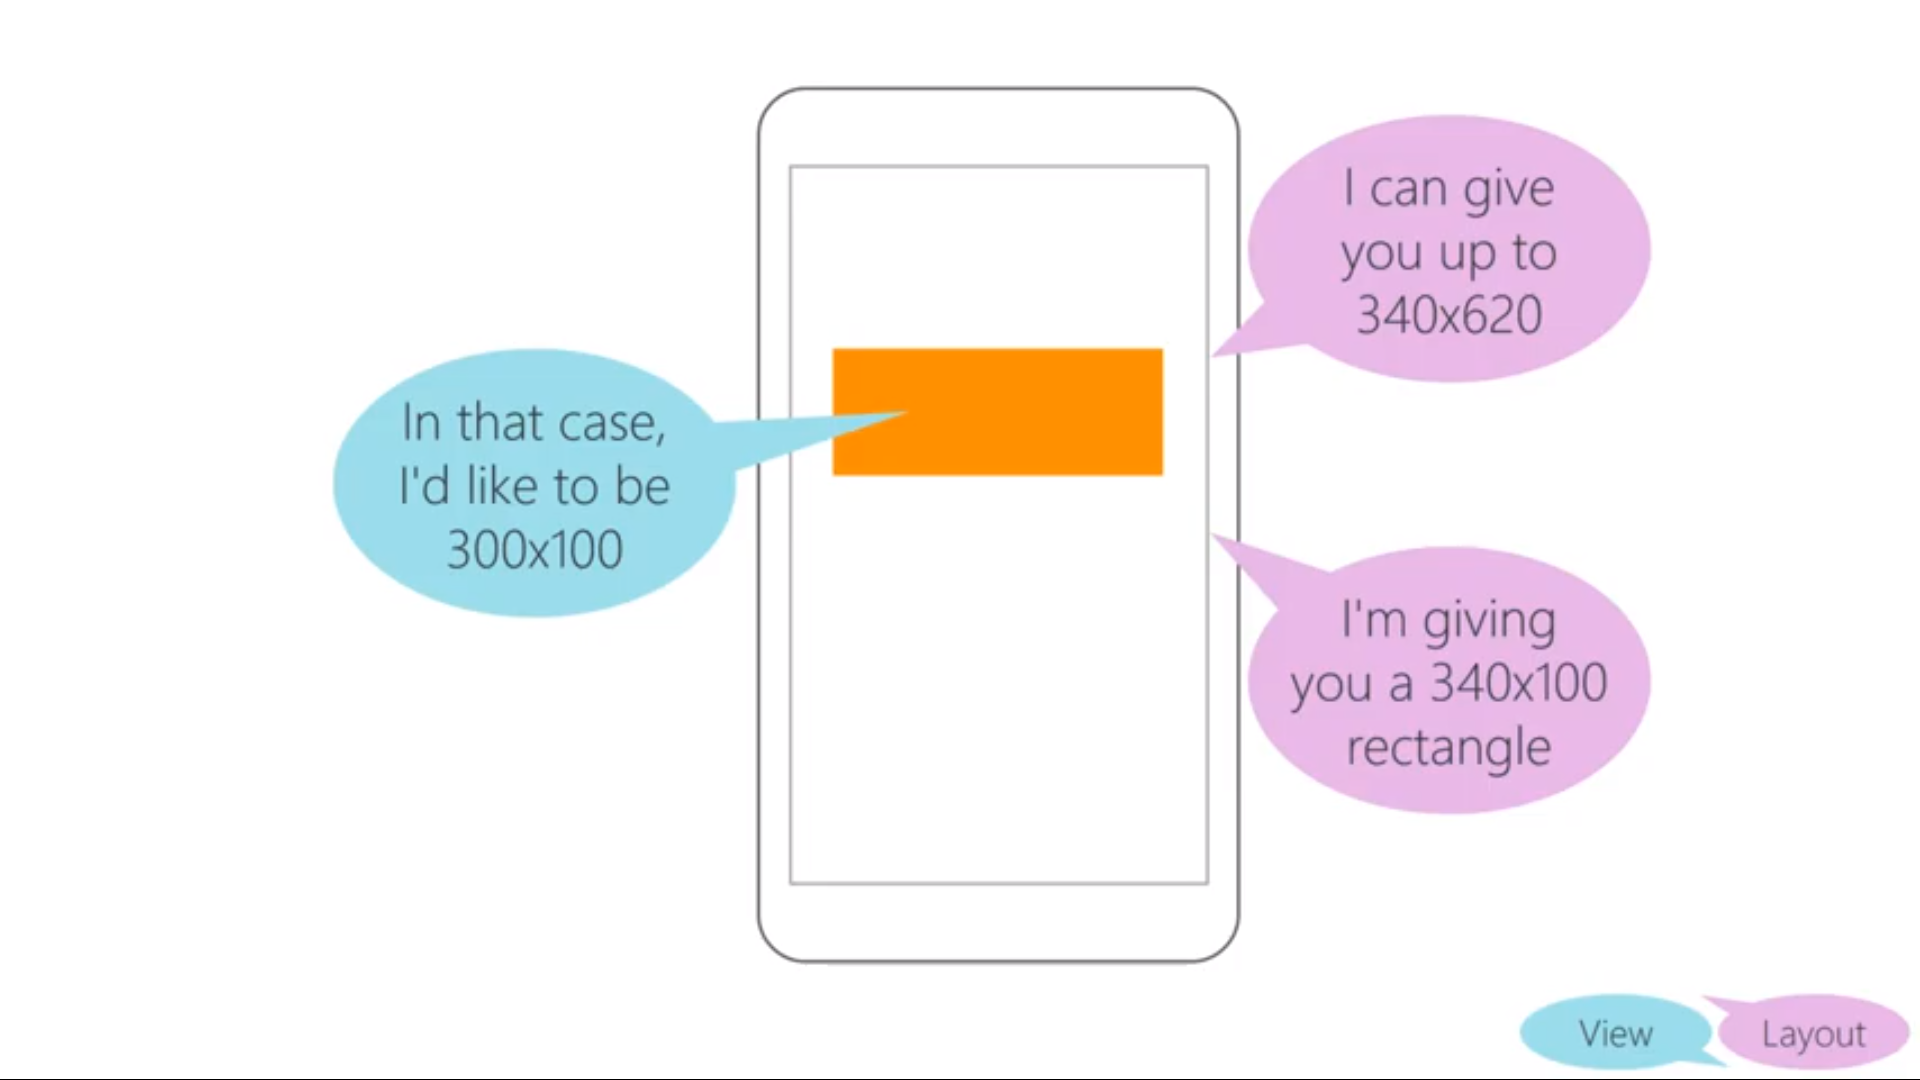 I can give
you up to
340x620
In that case,
I'd like to be
300x100
I'm giving
you a 340x100
rectangle
View
Layout